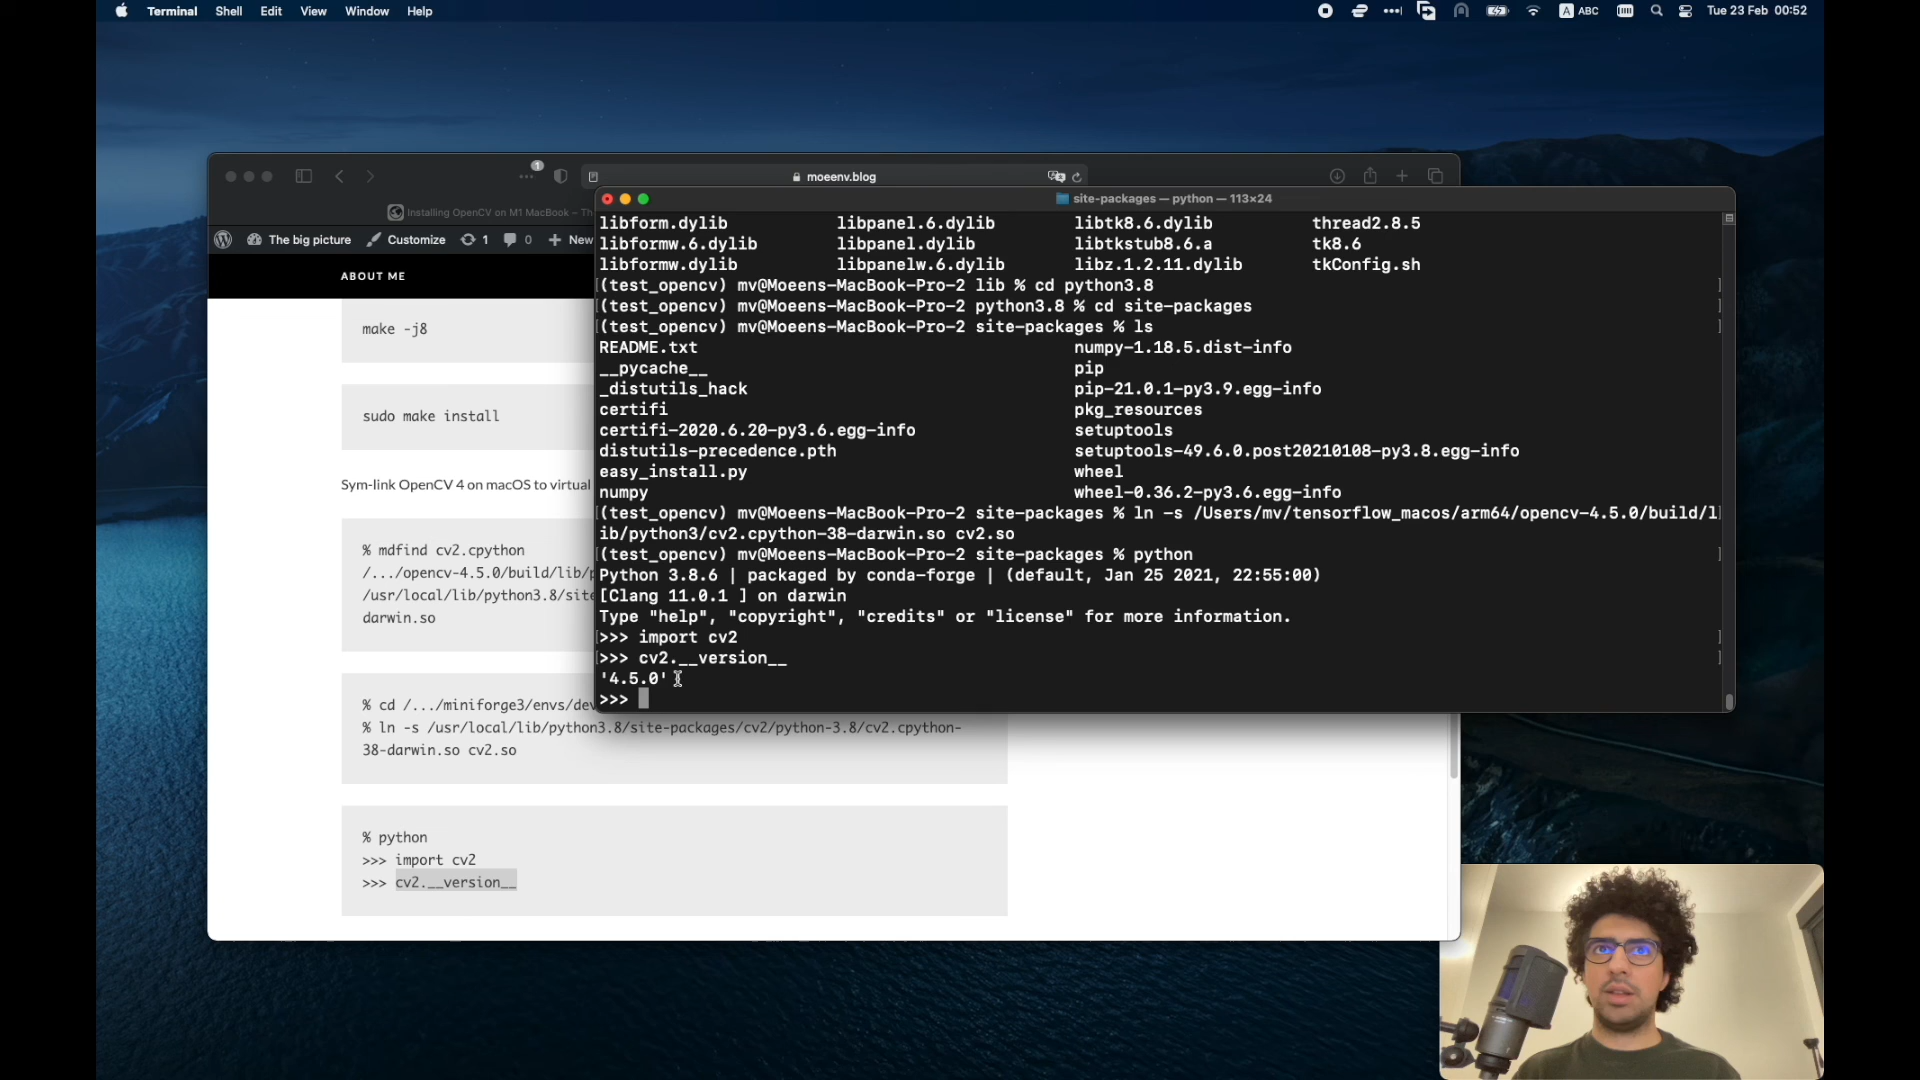 Terminal Shell Edit View Window Help
ABC
Tue 23 Feb 00:52
1
moeenv.blog
Installing OpenCV on M1 MacBook – Th
The big picture Customize 1 0 New
ABOUT ME
make -j8
sudo make install
Sym-link OpenCV 4 on macOS to virtual
% mdfind cv2.cpython
/.../opencv-4.5.0/build/lib/p
/usr/local/lib/python3.8/site
darwin.so
% cd /.../miniforge3/envs/dev
% ln -s /usr/local/lib/python3.8/site-packages/cv2/python-3.8/cv2.cpython-
38-darwin.so cv2.so
% python
>>> import cv2
>>> cv2.__version__
site-packages — python — 113×24
libform.dylib libpanel.6.dylib libtk8.6.dylib thread2.8.5
libformw.6.dylib libpanel.dylib libtkstub8.6.a tk8.6
libformw.dylib libpanelw.6.dylib libz.1.2.11.dylib tkConfig.sh
[(test_opencv) mv@Moeens-MacBook-Pro-2 lib % cd python3.8 ]
[(test_opencv) mv@Moeens-MacBook-Pro-2 python3.8 % cd site-packages ]
[(test_opencv) mv@Moeens-MacBook-Pro-2 site-packages % ls ]
README.txt numpy-1.18.5.dist-info
__pycache__ pip
_distutils_hack pip-21.0.1-py3.9.egg-info
certifi pkg_resources
certifi-2020.6.20-py3.6.egg-info setuptools
distutils-precedence.pth setuptools-49.6.0.post20210108-py3.8.egg-info
easy_install.py wheel
numpy wheel-0.36.2-py3.6.egg-info
[(test_opencv) mv@Moeens-MacBook-Pro-2 site-packages % ln -s /Users/mv/tensorflow_macos/arm64/opencv-4.5.0/build/l]
ib/python3/cv2.cpython-38-darwin.so cv2.so
[(test_opencv) mv@Moeens-MacBook-Pro-2 site-packages % python ]
Python 3.8.6 | packaged by conda-forge | (default, Jan 25 2021, 22:55:00)
[Clang 11.0.1 ] on darwin
Type "help", "copyright", "credits" or "license" for more information.
[>>> import cv2 ]
[>>> cv2.__version__ ]
'4.5.0'
>>>